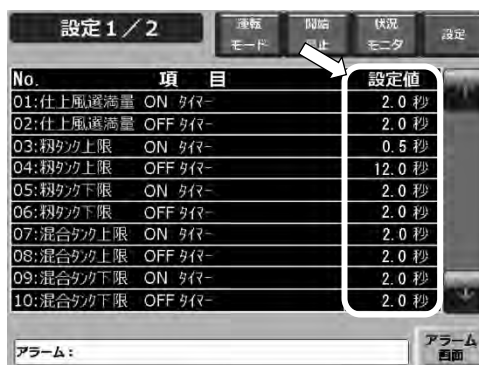 設定1／2
運転
モード
開始
停止
状況
モニタ
設定
No. 項 目 設定値
01:仕上風選満量 ON タイマー 2.0 秒
02:仕上風選満量 OFF タイマー 2.0 秒
03:籾タンク上限 ON タイマー 0.5 秒
04:籾タンク上限 OFF タイマー 12.0 秒
05:籾タンク下限 ON タイマー 2.0 秒
06:籾タンク下限 OFF タイマー 2.0 秒
07:混合タンク上限 ON タイマー 2.0 秒
08:混合タンク上限 OFF タイマー 2.0 秒
09:混合タンク下限 ON タイマー 2.0 秒
10:混合タンク下限 OFF タイマー 2.0 秒
アラーム:
アラーム
画面